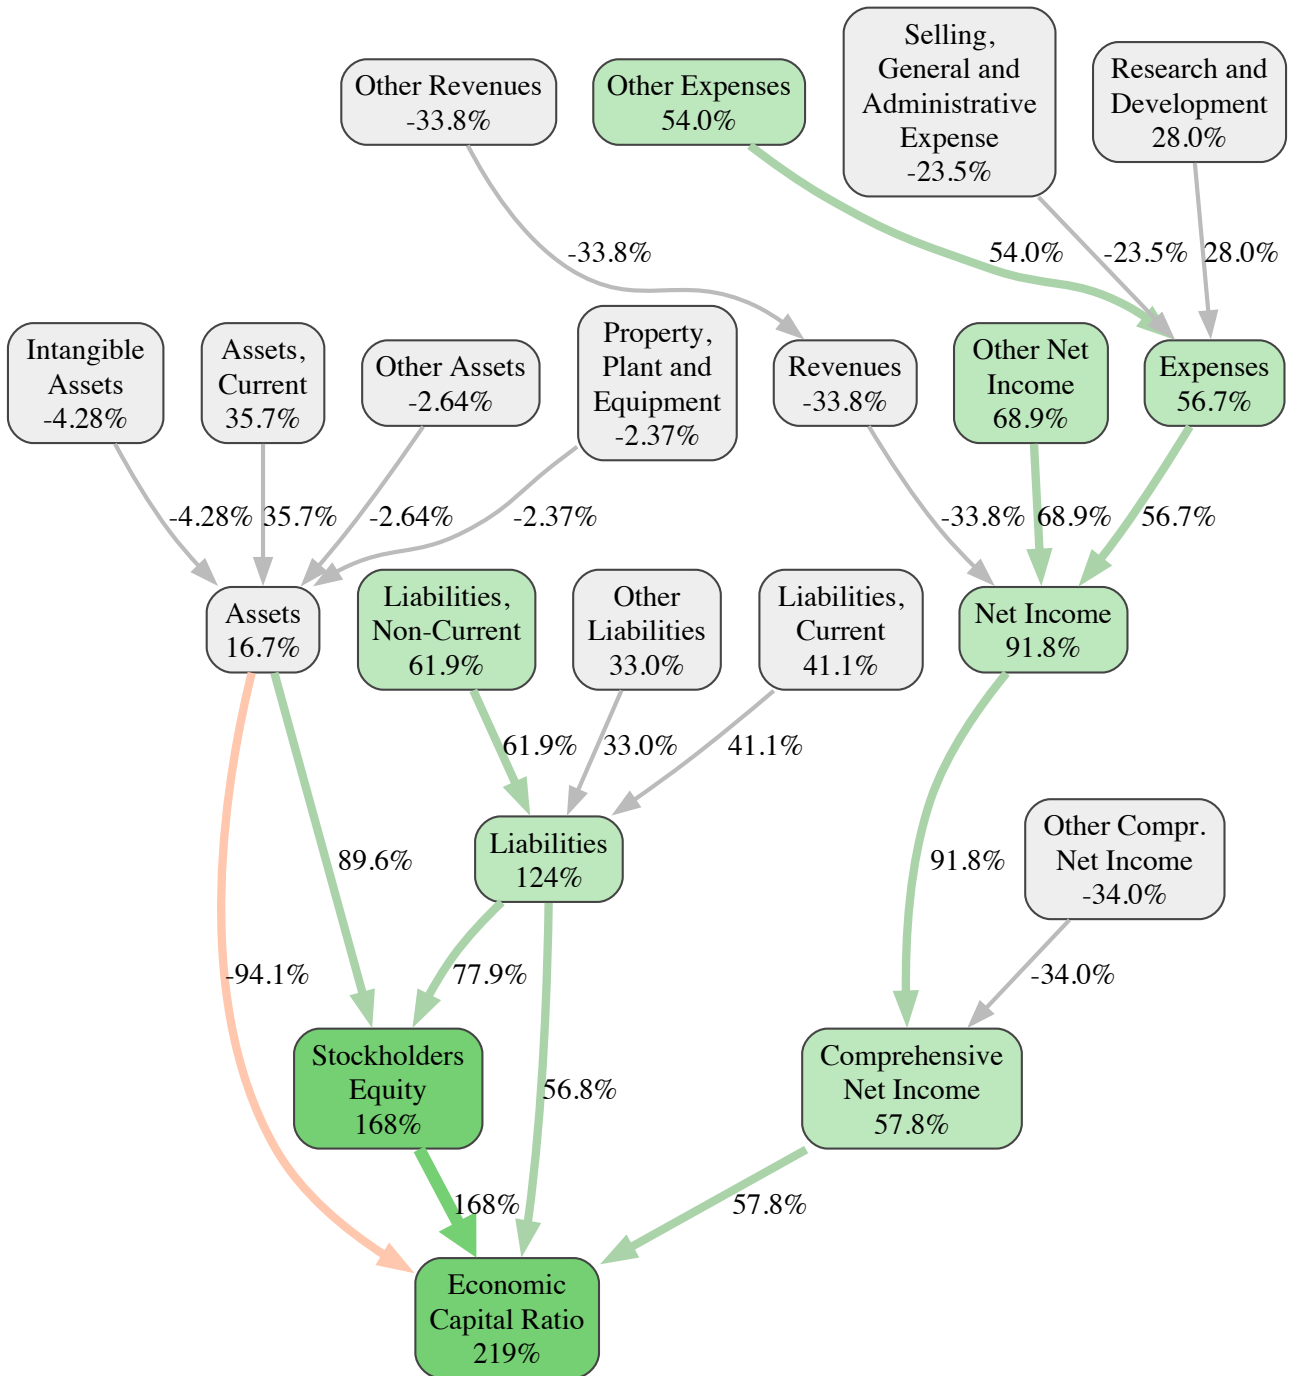 Selling,
General and
Administrative
Expense
-23.5%
Other Revenues
-33.8%
Other Expenses
54.0%
Research and
Development
28.0%
-33.8%
54.0%
-23.5%
28.0%
Intangible
Assets
-4.28%
Assets,
Current
35.7%
Other Assets
-2.64%
Property,
Plant and
Equipment
-2.37%
Revenues
-33.8%
Other Net
Income
68.9%
Expenses
56.7%
-4.28%
35.7%
-2.64%
-2.37%
-33.8%
68.9%
56.7%
Assets
16.7%
Liabilities,
Non-Current
61.9%
Other
Liabilities
33.0%
Liabilities,
Current
41.1%
Net Income
91.8%
61.9%
33.0%
41.1%
Liabilities
124%
Other Compr.
Net Income
-34.0%
89.6%
91.8%
-94.1%
77.9%
-34.0%
Stockholders
Equity
168%
56.8%
Comprehensive
Net Income
57.8%
168%
57.8%
Economic
Capital Ratio
219%